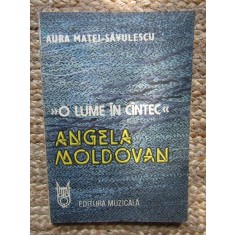 AURA MATEI-SĂVULESCU
»O LUME ÎN CÎNTEC«
ANGELA
MOLDOVAN
EDITURA MUZICALĂ